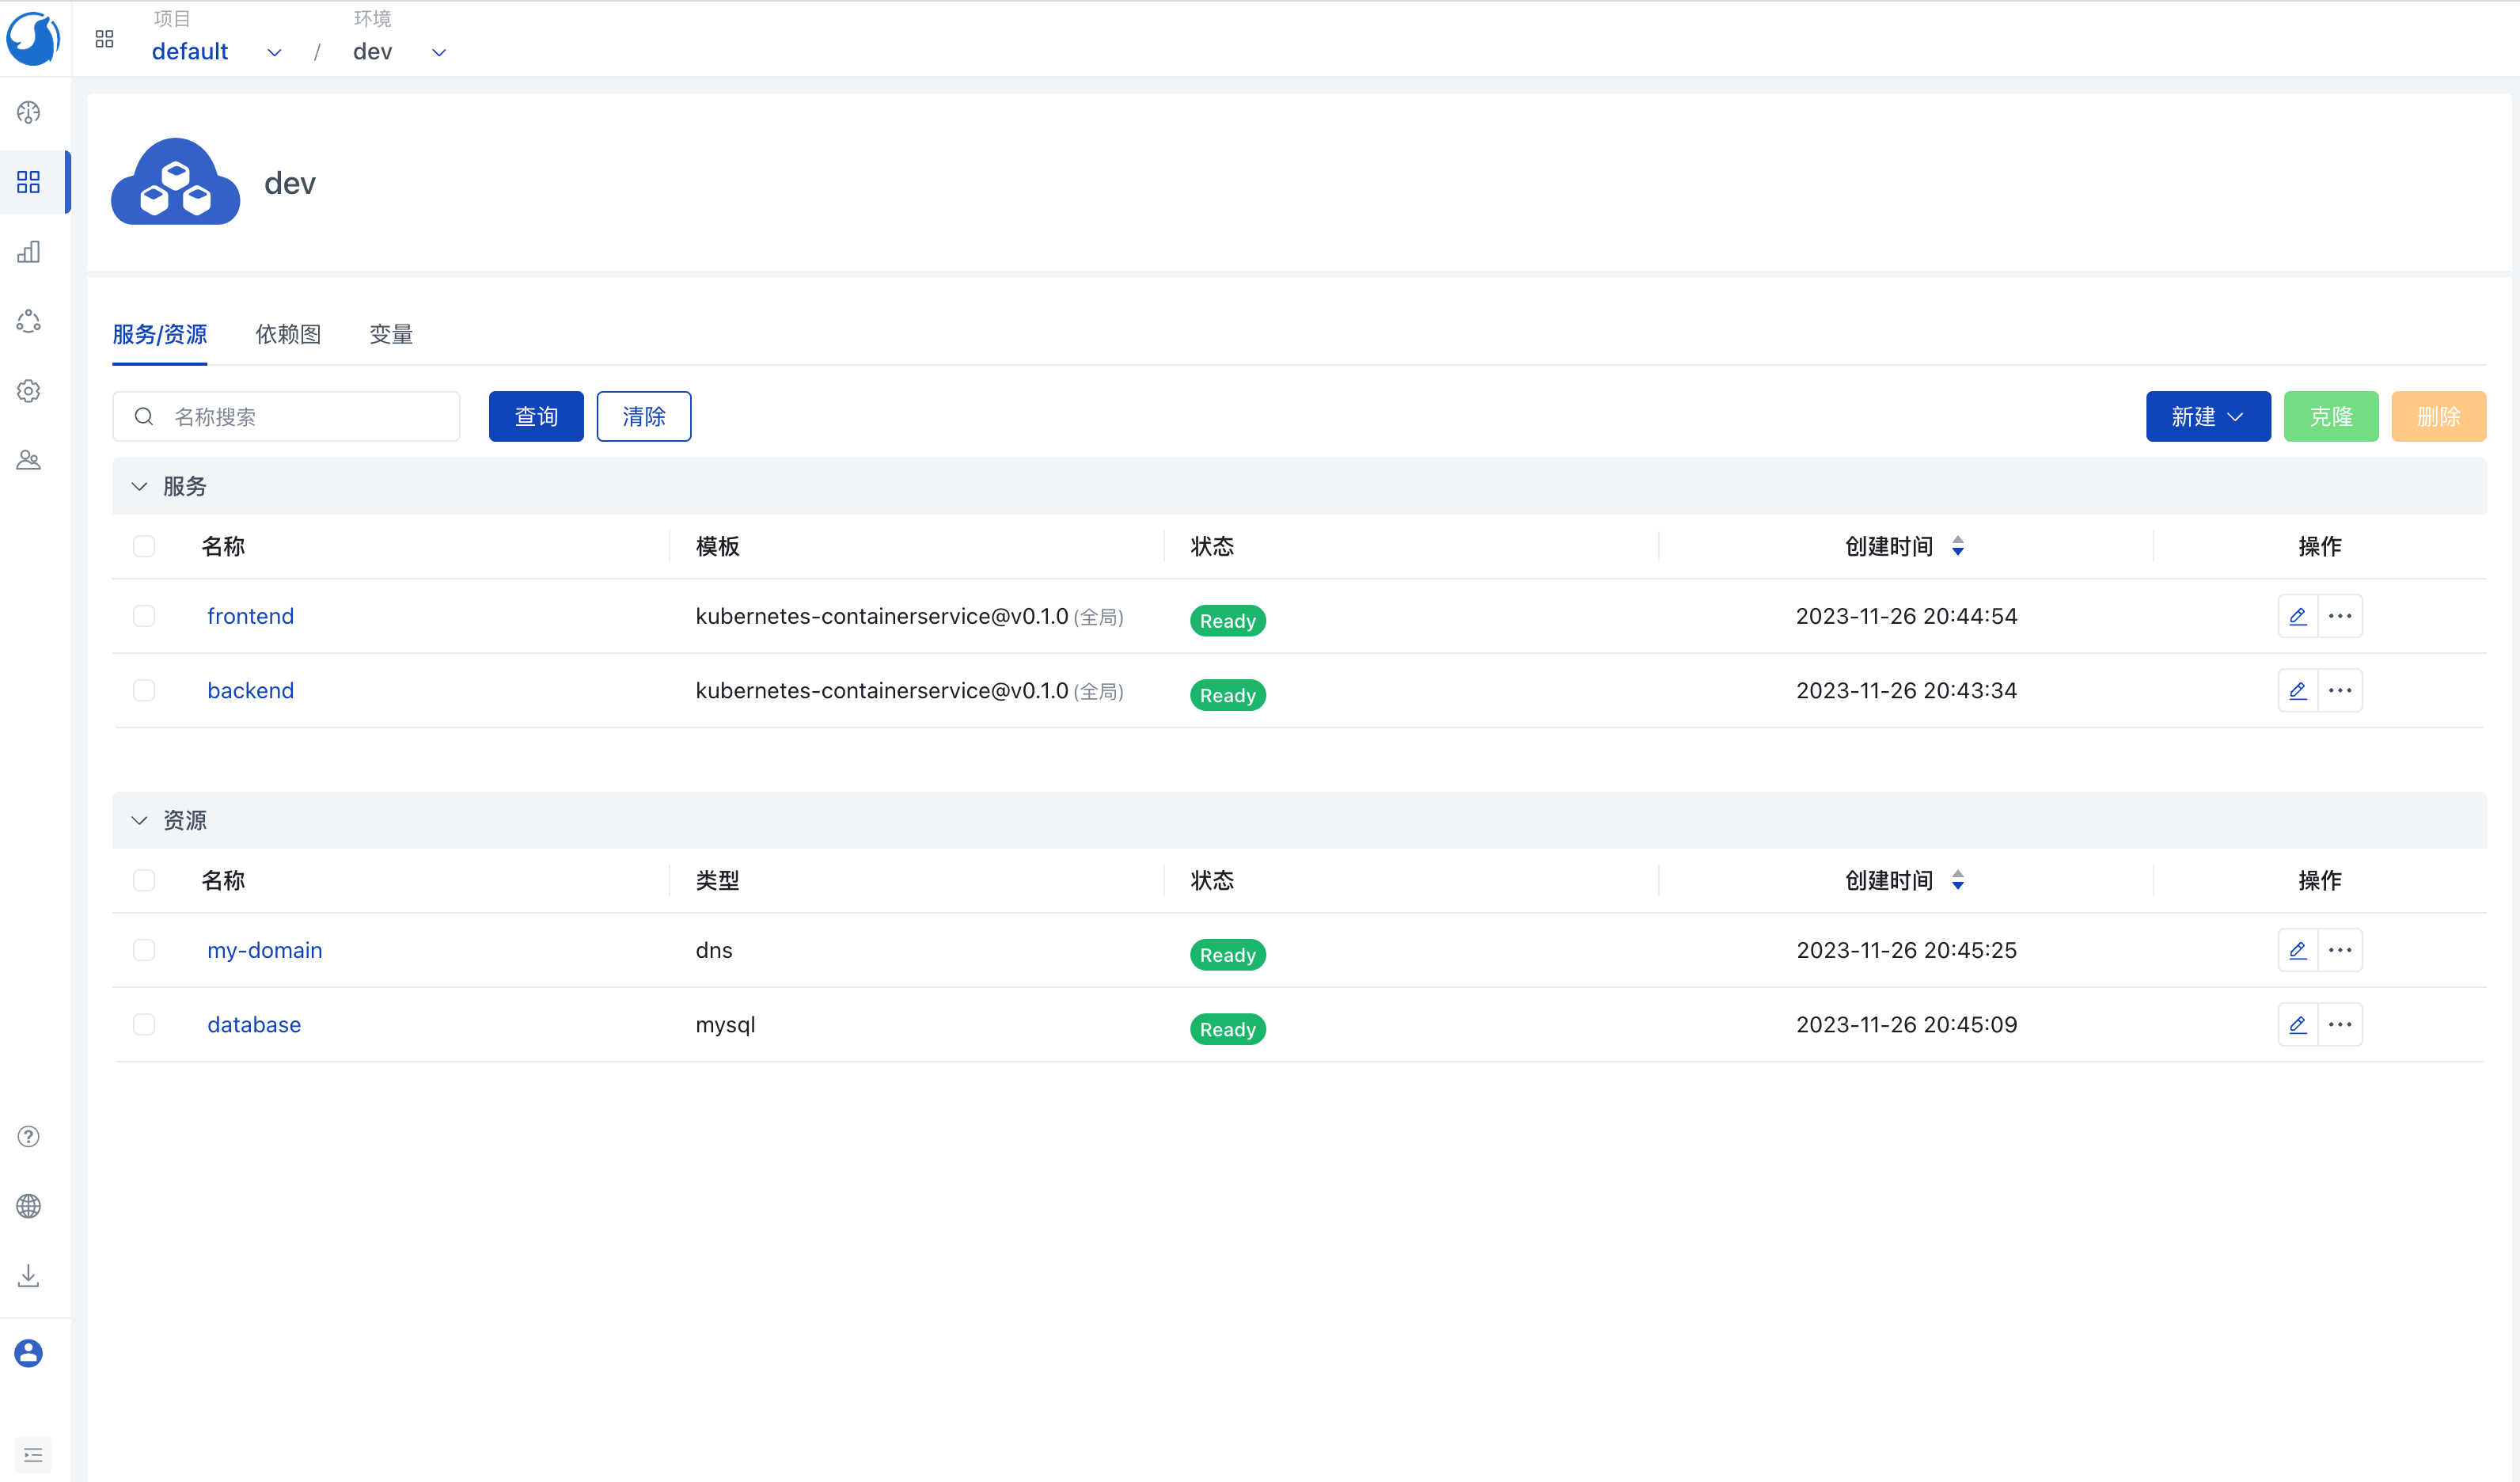 项目 环境
default / dev
dev
服务/资源 依赖图 变量
名称搜索 查询 清除 新建 克隆 删除
服务
名称 模板 状态 创建时间 操作
frontend kubernetes-containerservice@v0.1.0 (全局) Ready 2023-11-26 20:44:54
backend kubernetes-containerservice@v0.1.0 (全局) Ready 2023-11-26 20:43:34
资源
名称 类型 状态 创建时间 操作
my-domain dns Ready 2023-11-26 20:45:25
database mysql Ready 2023-11-26 20:45:09